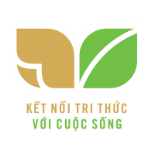 KẾT NỐI TRI THỨC
VỚI CUỘC SỐNG